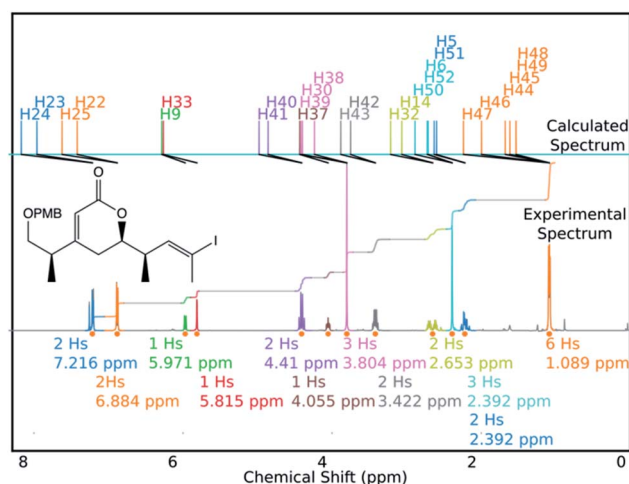 H5
H23 H22 H33 H38 H51 H48
H24 H25 H9 H30 H6 H49
H40 H39 H42 H14 H52 H46 H45
H41 H37 H43 H32 H50 H47 H44
Calculated
Spectrum
O
O
OPMB
I
Experimental
Spectrum
2 Hs 1 Hs 2 Hs 3 Hs 2 Hs 6 Hs
7.216 ppm 5.971 ppm 4.41 ppm 3.804 ppm 2.653 ppm 1.089 ppm
2Hs 1 Hs 1 Hs 2 Hs 3 Hs
6.884 ppm 5.815 ppm 4.055 ppm 3.422 ppm 2.392 ppm
2 Hs
2.392 ppm
8 6 4 2 0
Chemical Shift (ppm)